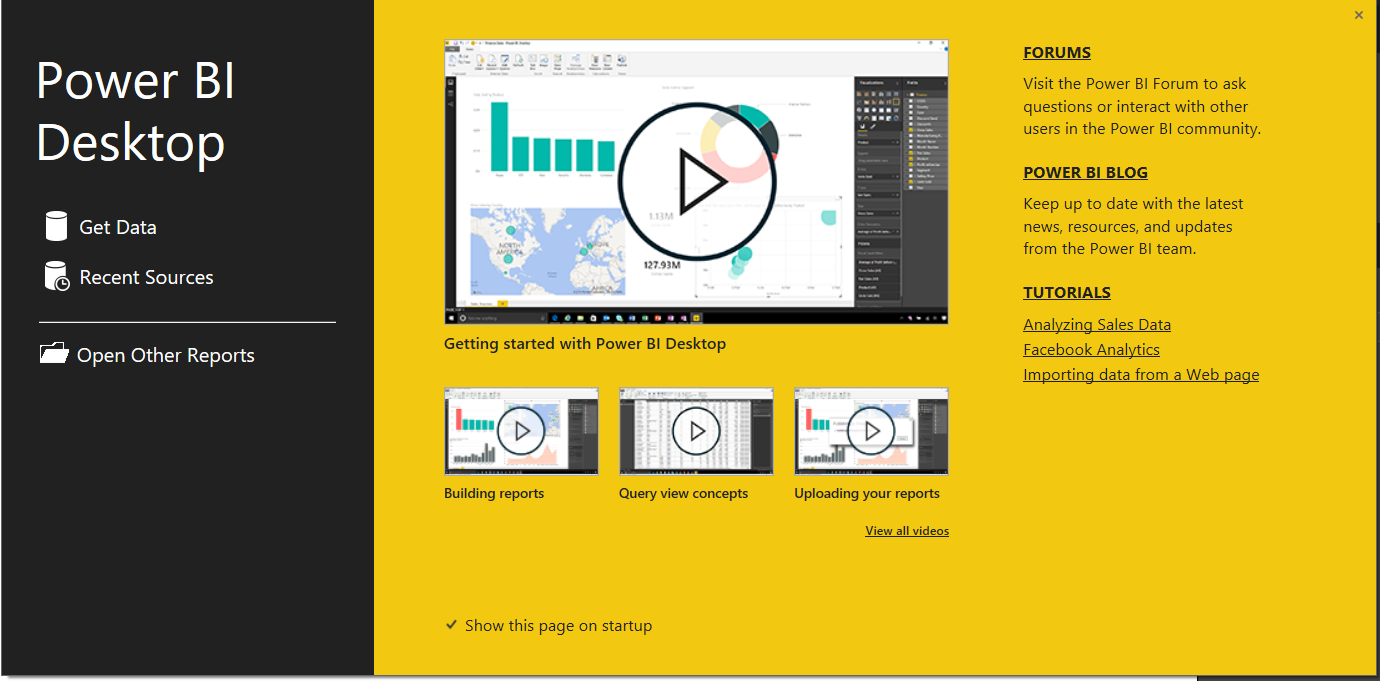 Power BI
Desktop
Get Data
Recent Sources
Open Other Reports
NORTH
AMERICA
EUROPE
AFRICA
1.13M
127.93M
Getting started with Power BI Desktop
Building reports
Query view concepts
Uploading your reports
View all videos
Show this page on startup
FORUMS
Visit the Power BI Forum to ask
questions or interact with other
users in the Power BI community.
POWER BI BLOG
Keep up to date with the latest
news, resources, and updates
from the Power BI team.
TUTORIALS
Analyzing Sales Data
Facebook Analytics
Importing data from a Web page